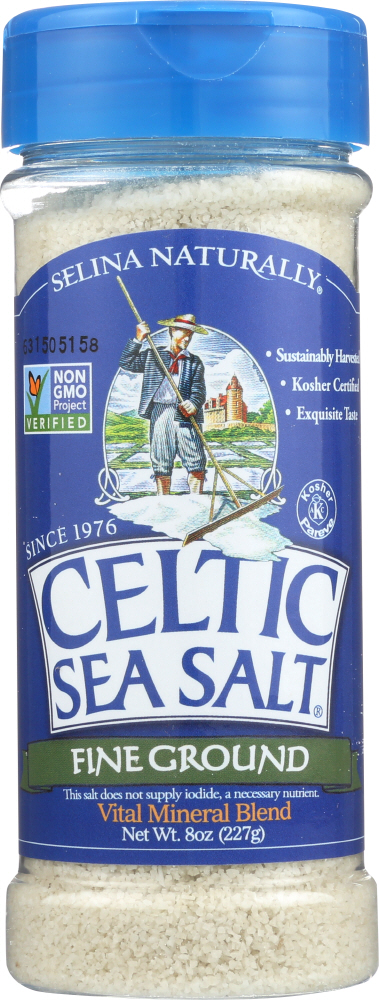 SELINA NATURALLY®
631505158
NON
GMO
Project
VERIFIED
• Sustainably Harvested
• Kosher Certified
• Exquisite Taste
Kosher
K
Pareve
SINCE 1976
CELTIC
SEA SALT®
FINE GROUND
This salt does not supply iodide, a necessary nutrient.
Vital Mineral Blend
Net Wt. 8oz (227g)